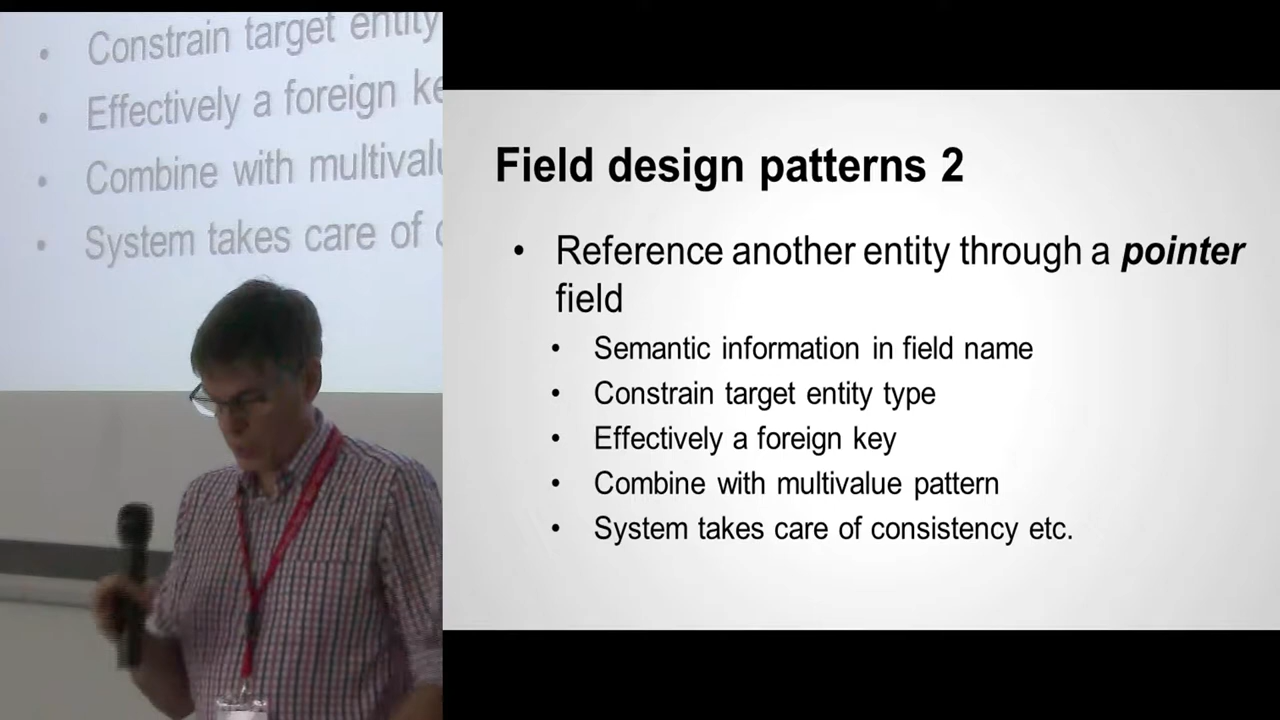 • Constrain target entity
• Effectively a foreign
• Combine with
• System takes care of
Field design patterns 2
• Reference another entity through a pointer
field
• Semantic information in field name
• Constrain target entity type
• Effectively a foreign key
• Combine with multivalue pattern
• System takes care of consistency etc.